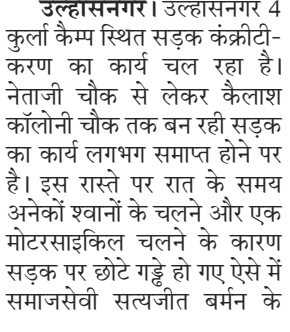 उल्हासनगर। उल्हासनगर 4
कुर्ला कैम्प स्थित सड़क कंक्रीटी-
करण का कार्य चल रहा है।
नेताजी चौक से लेकर कैलाश
कॉलोनी चौक तक बन रही सड़क
का कार्य लगभग समाप्त होने पर
है। इस रास्ते पर रात के समय
अनेकों श्वानों के चलने और एक
मोटरसाइकिल चलने के कारण
सड़क पर छोटे गड्ढे हो गए ऐसे में
समाजसेवी सत्यजीत बर्मन के